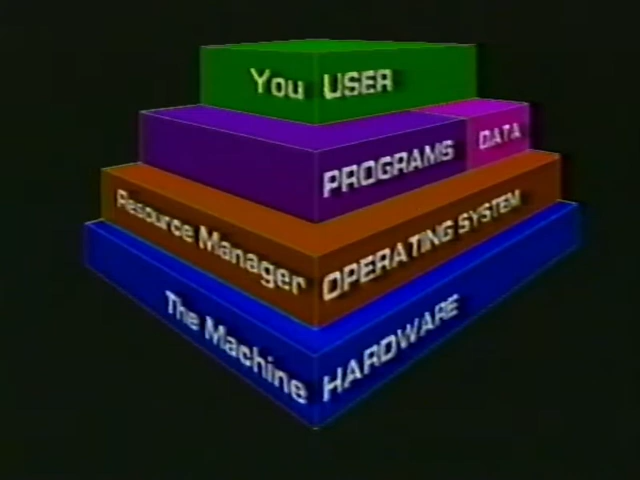 You USER
PROGRAMS DATA
Resource Manager OPERATING SYSTEM
The Machine HARDWARE